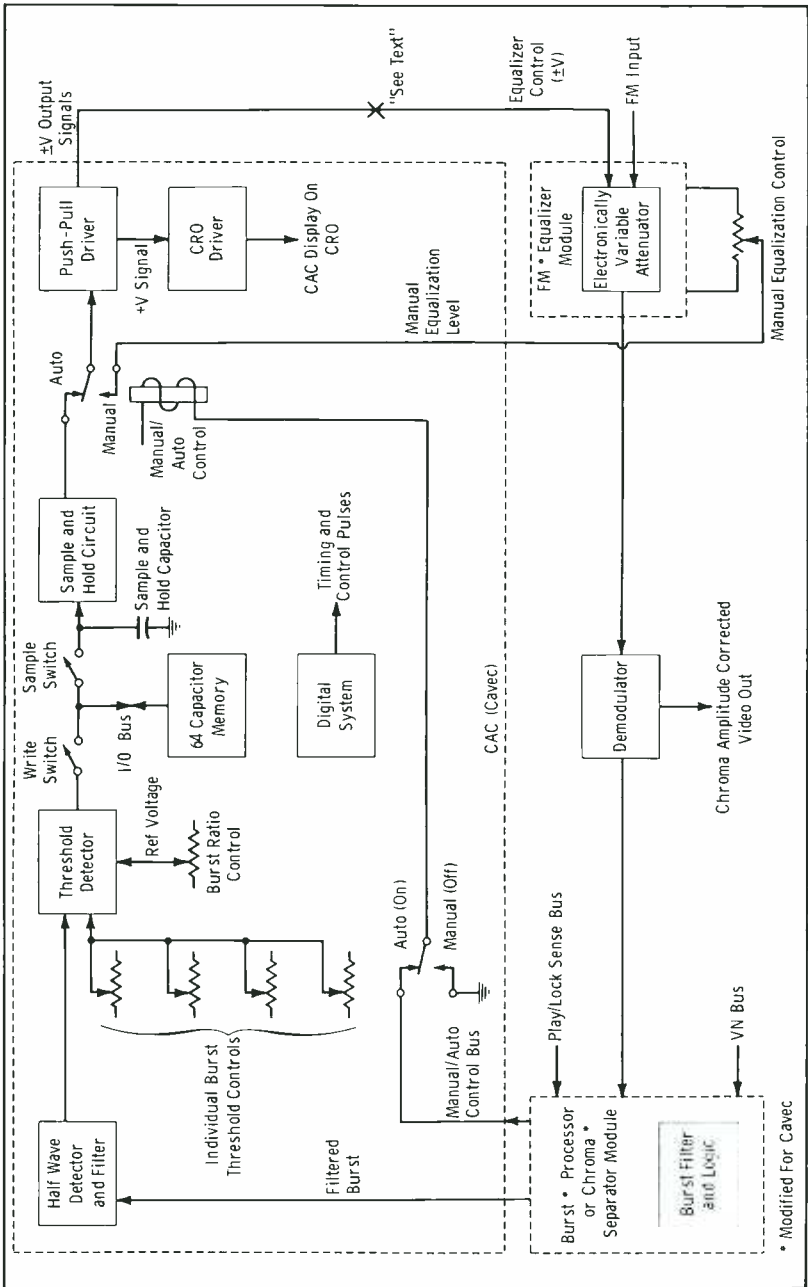 Half Wave
Detector
and Filter
Threshold
Detector
Ref Voltage
Burst Ratio
Control
Individual Burst
Threshold Controls
Filtered
Burst
Write
Switch
I/O Bus
64 Capacitor
Memory
Sample
Switch
Sample and
Hold Circuit
Sample and
Hold Capacitor
Auto
Manual
Manual/
Auto
Control
Push-Pull
Driver
+V Signal
CRO
Driver
CAC Display On
CRO
±V Output
Signals
"See Text"
Digital
System
Timing and
Control Pulses
Manual
Equalization
Level
CAC (Cavec)
Auto (On)
Manual (Off)
Manual/Auto
Control Bus
Play/Lock Sense Bus
VN Bus
Burst * Processor
or Chroma *
Separator Module
Burst Filter
and Logic
* Modified For Cavec
Demodulator
Chroma Amplitude Corrected
Video Out
Equalizer
Control
(±V)
FM Input
FM * Equalizer
Module
Electronically
Variable
Attenuator
Manual Equalization Control